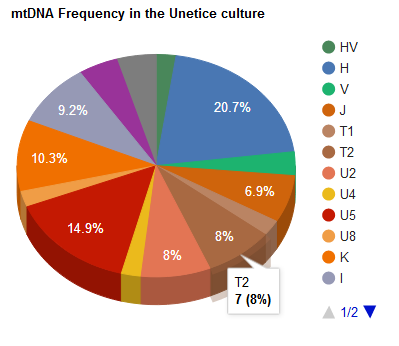 mtDNA Frequency in the Unetice culture
HV
H
V
J
T1
T2
U2
U4
U5
U8
K
I
1/2
20.7%
6.9%
8%
8%
14.9%
10.3%
9.2%
T2
7 (8%)